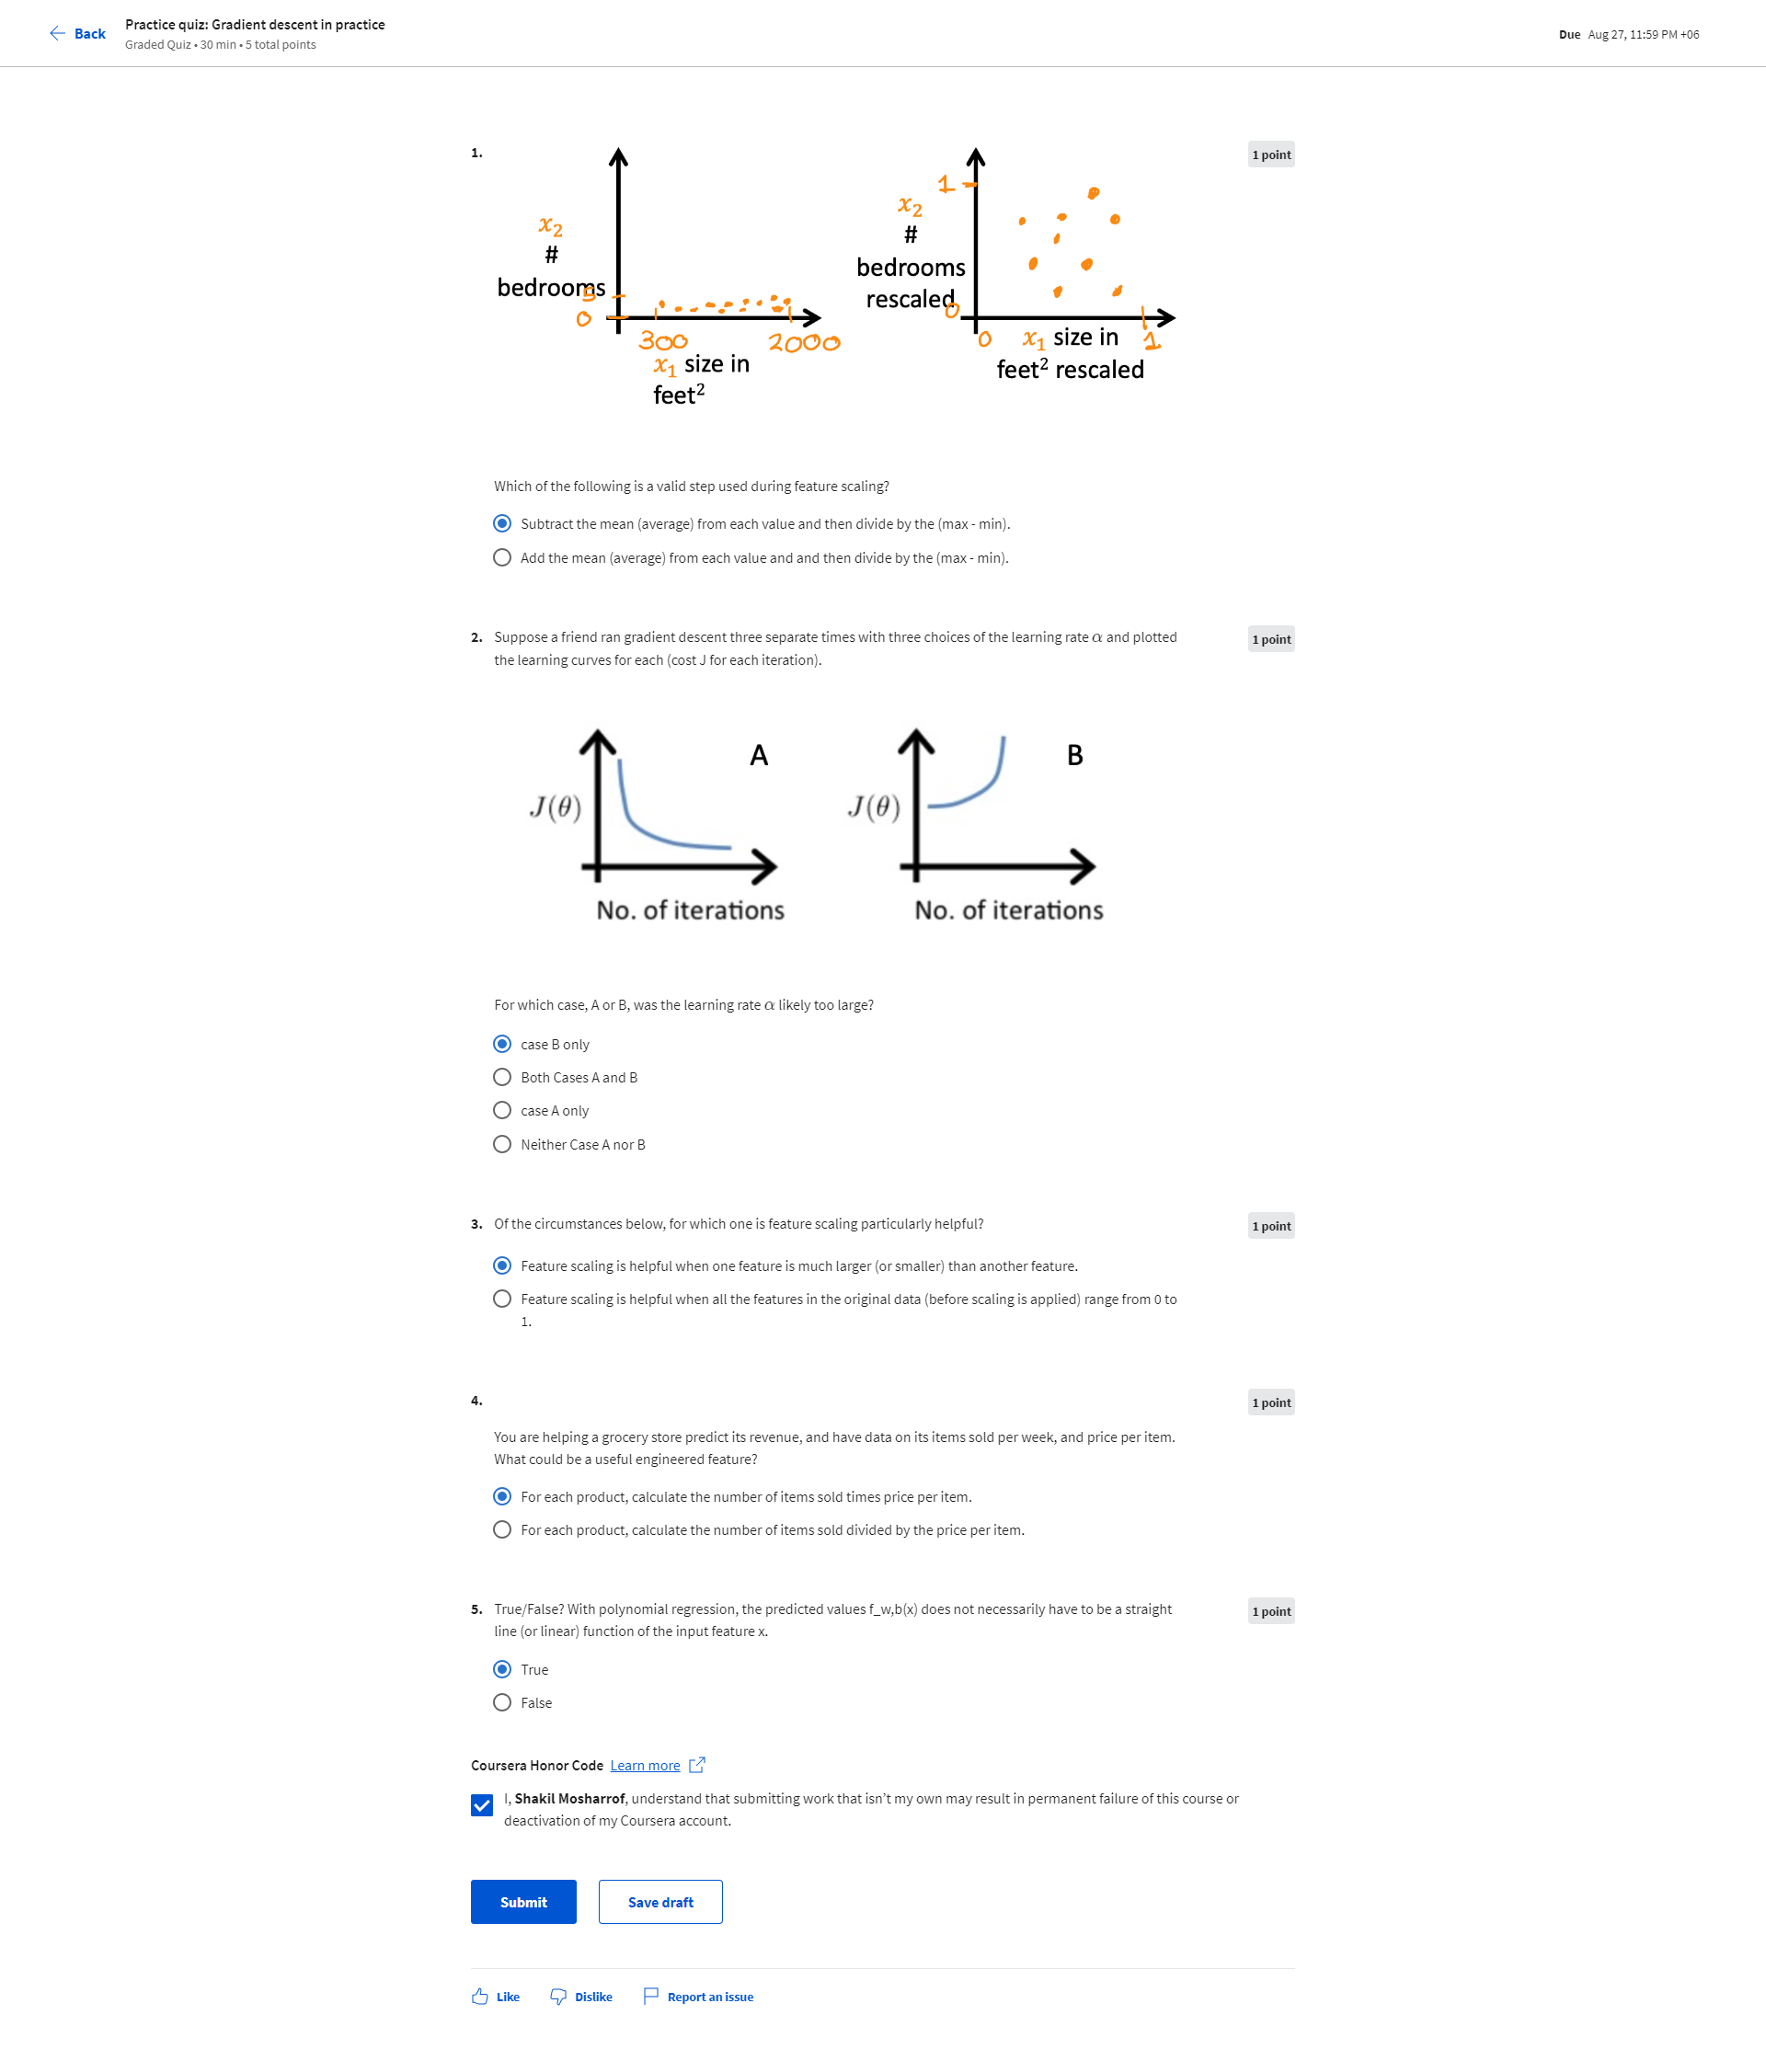 Back
Practice quiz: Gradient descent in practice
Graded Quiz • 30 min • 5 total points
Due Aug 27, 11:59 PM +06
1.
1 point
x₂
#
bedrooms
5
0
300
2000
x₁ size in
feet²
1
x₂
#
bedrooms
rescaled
0
0
x₁ size in
1
feet² rescaled
Which of the following is a valid step used during feature scaling?
Subtract the mean (average) from each value and then divide by the (max - min).
Add the mean (average) from each value and and then divide by the (max - min).
2. Suppose a friend ran gradient descent three separate times with three choices of the learning rate α and plotted
the learning curves for each (cost J for each iteration).
1 point
A
J(θ)
No. of iterations
B
J(θ)
No. of iterations
For which case, A or B, was the learning rate α likely too large?
case B only
Both Cases A and B
case A only
Neither Case A nor B
3. Of the circumstances below, for which one is feature scaling particularly helpful?
1 point
Feature scaling is helpful when one feature is much larger (or smaller) than another feature.
Feature scaling is helpful when all the features in the original data (before scaling is applied) range from 0 to
1.
4.
1 point
You are helping a grocery store predict its revenue, and have data on its items sold per week, and price per item.
What could be a useful engineered feature?
For each product, calculate the number of items sold times price per item.
For each product, calculate the number of items sold divided by the price per item.
5. True/False? With polynomial regression, the predicted values f_w,b(x) does not necessarily have to be a straight
line (or linear) function of the input feature x.
1 point
True
False
Coursera Honor Code Learn more
I, Shakil Mosharrof, understand that submitting work that isn't my own may result in permanent failure of this course or
deactivation of my Coursera account.
Submit
Save draft
Like
Dislike
Report an issue